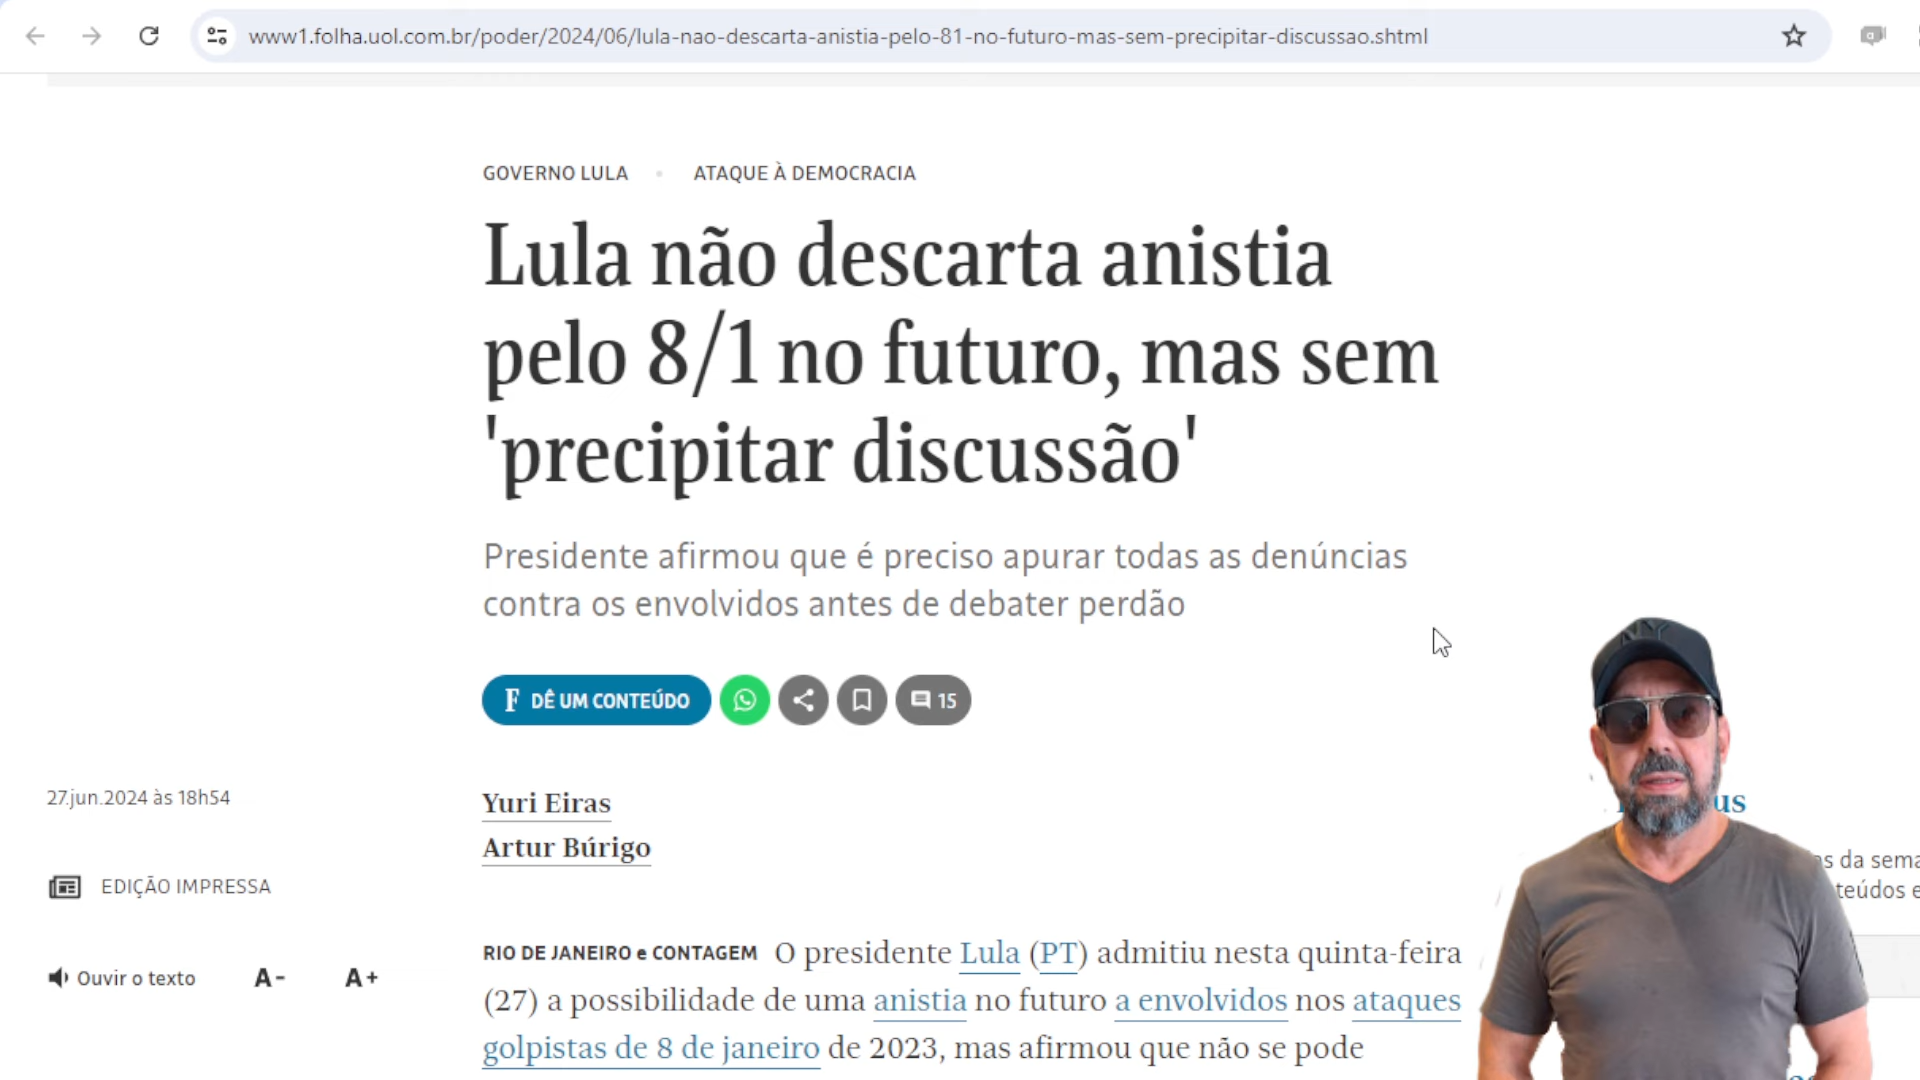 www1.folha.uol.com.br/poder/2024/06/lula-nao-descarta-anistia-pelo-81-no-futuro-mas-sem-precipitar-discussao.shtml
GOVERNO LULA • ATAQUE À DEMOCRACIA
Lula não descarta anistia
pelo 8/1 no futuro, mas sem
'precipitar discussão'
Presidente afirmou que é preciso apurar todas as denúncias
contra os envolvidos antes de debater perdão
F DÊ UM CONTEÚDO
15
27.jun.2024 às 18h54
EDIÇÃO IMPRESSA
Ouvir o texto A- A+
Yuri Eiras
Artur Búrigo
RIO DE JANEIRO e CONTAGEM O presidente Lula (PT) admitiu nesta quinta-feira
(27) a possibilidade de uma anistia no futuro a envolvidos nos ataques
golpistas de 8 de janeiro de 2023, mas afirmou que não se pode
us
da sema
teúdos e
NY